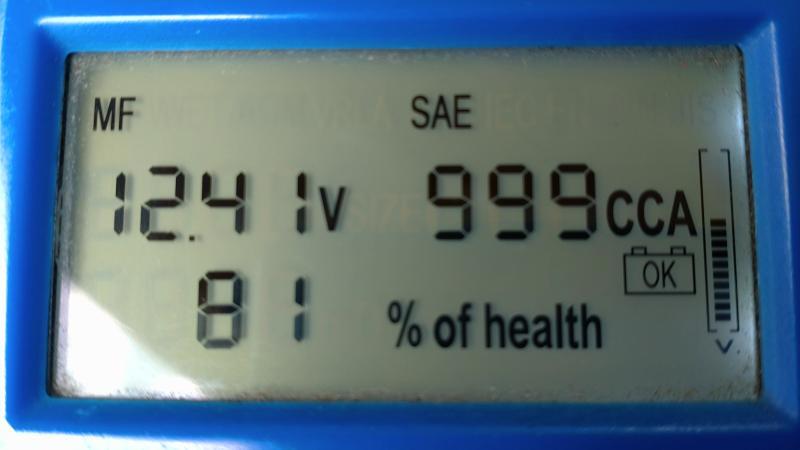 MF SAE
12.41V 999CCA
OK
81 % of health